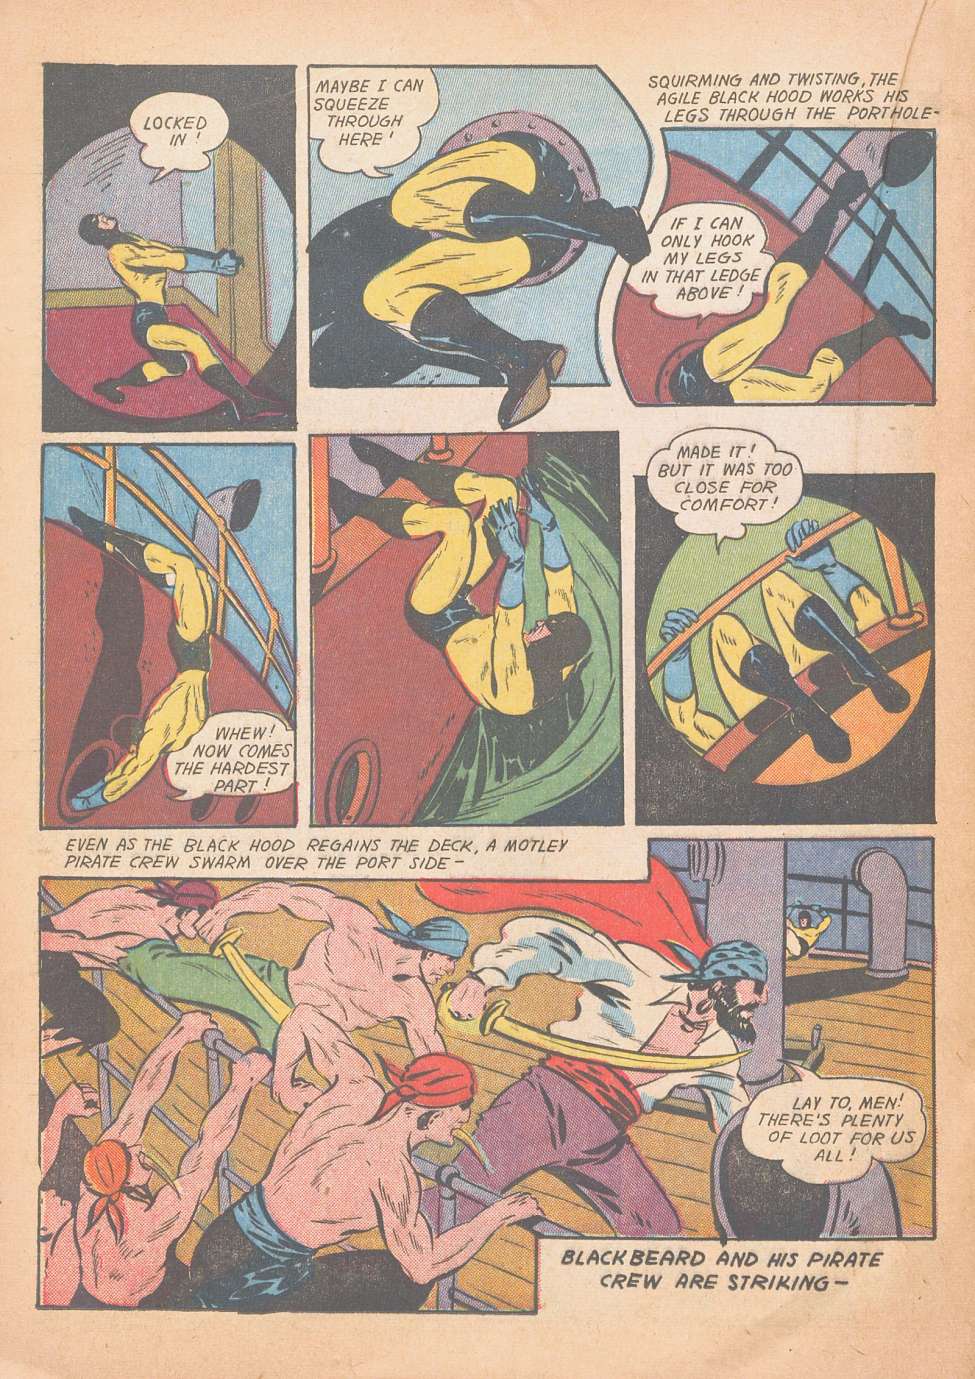 LOCKED
IN!
MAYBE I CAN
SQUEEZE
THROUGH
HERE!
SQUIRMING AND TWISTING, THE
AGILE BLACK HOOD WORKS HIS
LEGS THROUGH THE PORTHOLE-
IF I CAN
ONLY HOOK
MY LEGS
IN THAT LEDGE
ABOVE!
WHEW!
NOW COMES
THE HARDEST
PART!
MADE IT!
BUT IT WAS TOO
CLOSE FOR
COMFORT!
EVEN AS THE BLACK HOOD REGAINS THE DECK, A MOTLEY
PIRATE CREW SWARM OVER THE PORT SIDE-
LAY TO, MEN!
THERE'S PLENTY
OF LOOT FOR US
ALL!
BLACKBEARD AND HIS PIRATE
CREW ARE STRIKING-